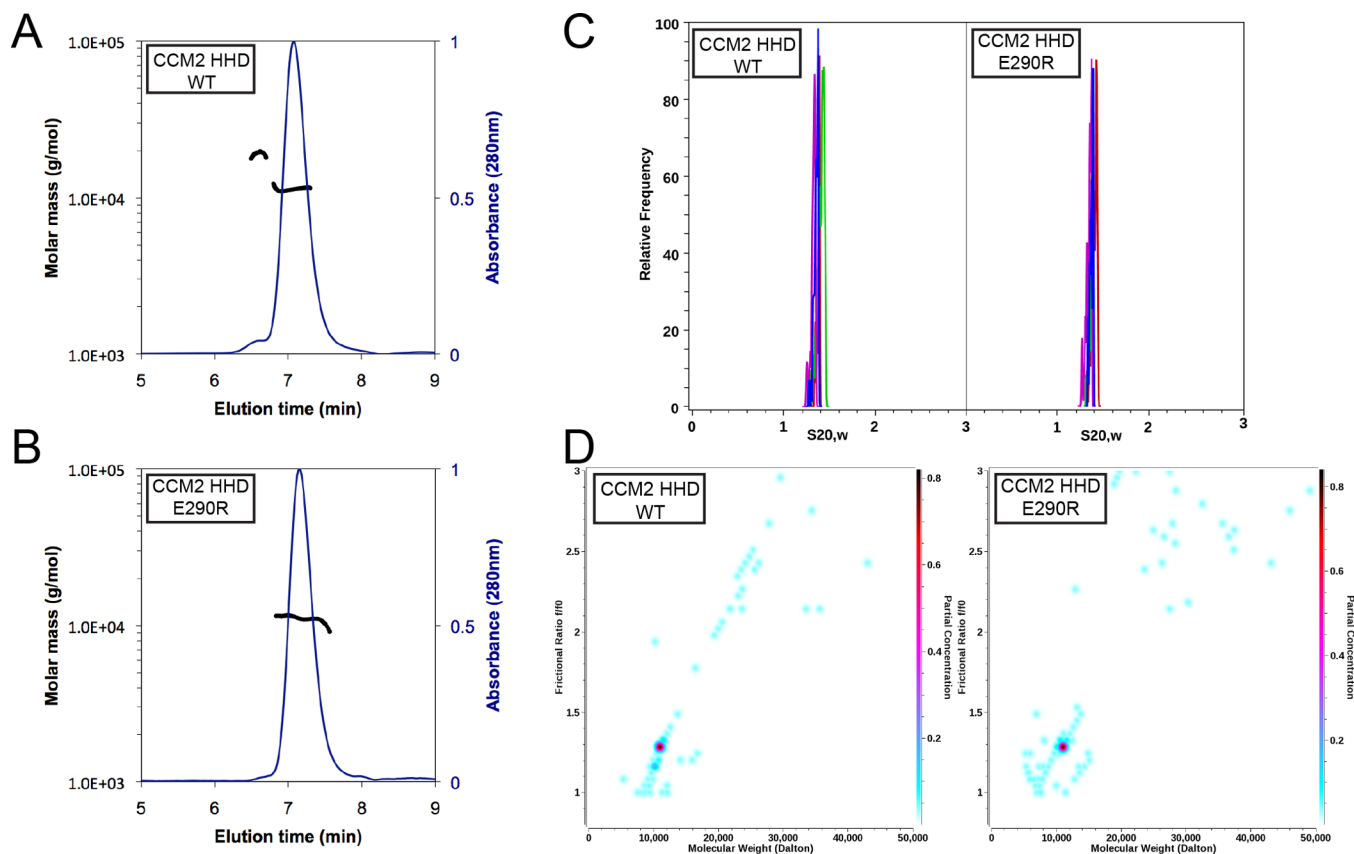 A
CCM2 HHD
WT
1.0E+05
1.0E+04
1.0E+03
Molar mass (g/mol)
1
0.5
0
Absorbance (280nm)
5 6 7 8 9
Elution time (min)
B
CCM2 HHD
E290R
1.0E+05
1.0E+04
1.0E+03
Molar mass (g/mol)
1
0.5
0
Absorbance (280nm)
5 6 7 8 9
Elution time (min)
C
CCM2 HHD
WT
CCM2 HHD
E290R
100
80
60
40
20
0
Relative Frequency
0 1 2 3 1 2 3
S20,w S20,w
D
CCM2 HHD
WT
3
2.5
2
1.5
1
Frictional Ratio f/f0
0 10,000 20,000 30,000 40,000 50,000
Molecular Weight (Dalton)
0.8
0.6
0.4
0.2
Partial Concentration
CCM2 HHD
E290R
3
2.5
2
1.5
1
Frictional Ratio f/f0
0 10,000 20,000 30,000 40,000 50,000
Molecular Weight (Dalton)
0.8
0.6
0.4
0.2
Partial Concentration